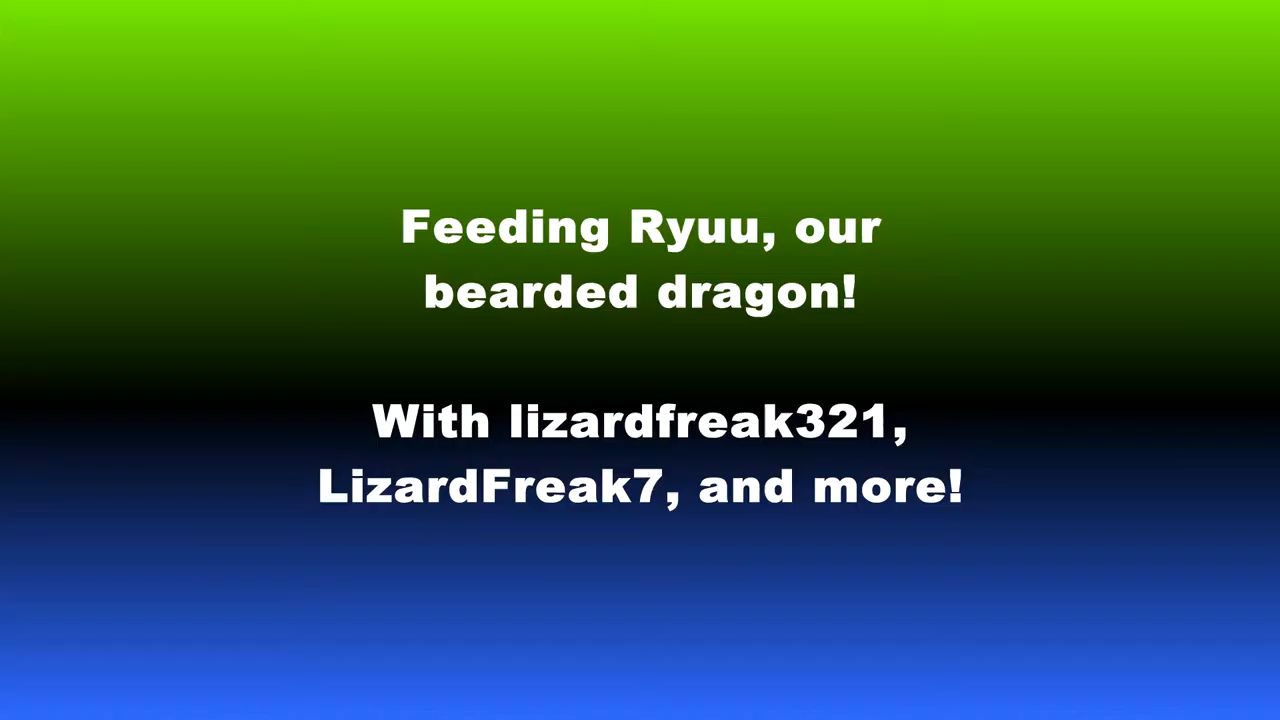 Feeding Ryuu, our
bearded dragon!
With lizardfreak321,
LizardFreak7, and more!